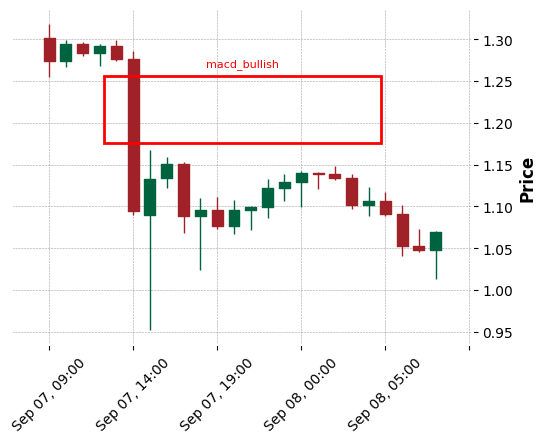 macd_bullish
1.30
1.25
1.20
1.15
1.10
1.05
1.00
0.95
Price
Sep 07, 09:00
Sep 07, 14:00
Sep 07, 19:00
Sep 08, 00:00
Sep 08, 05:00